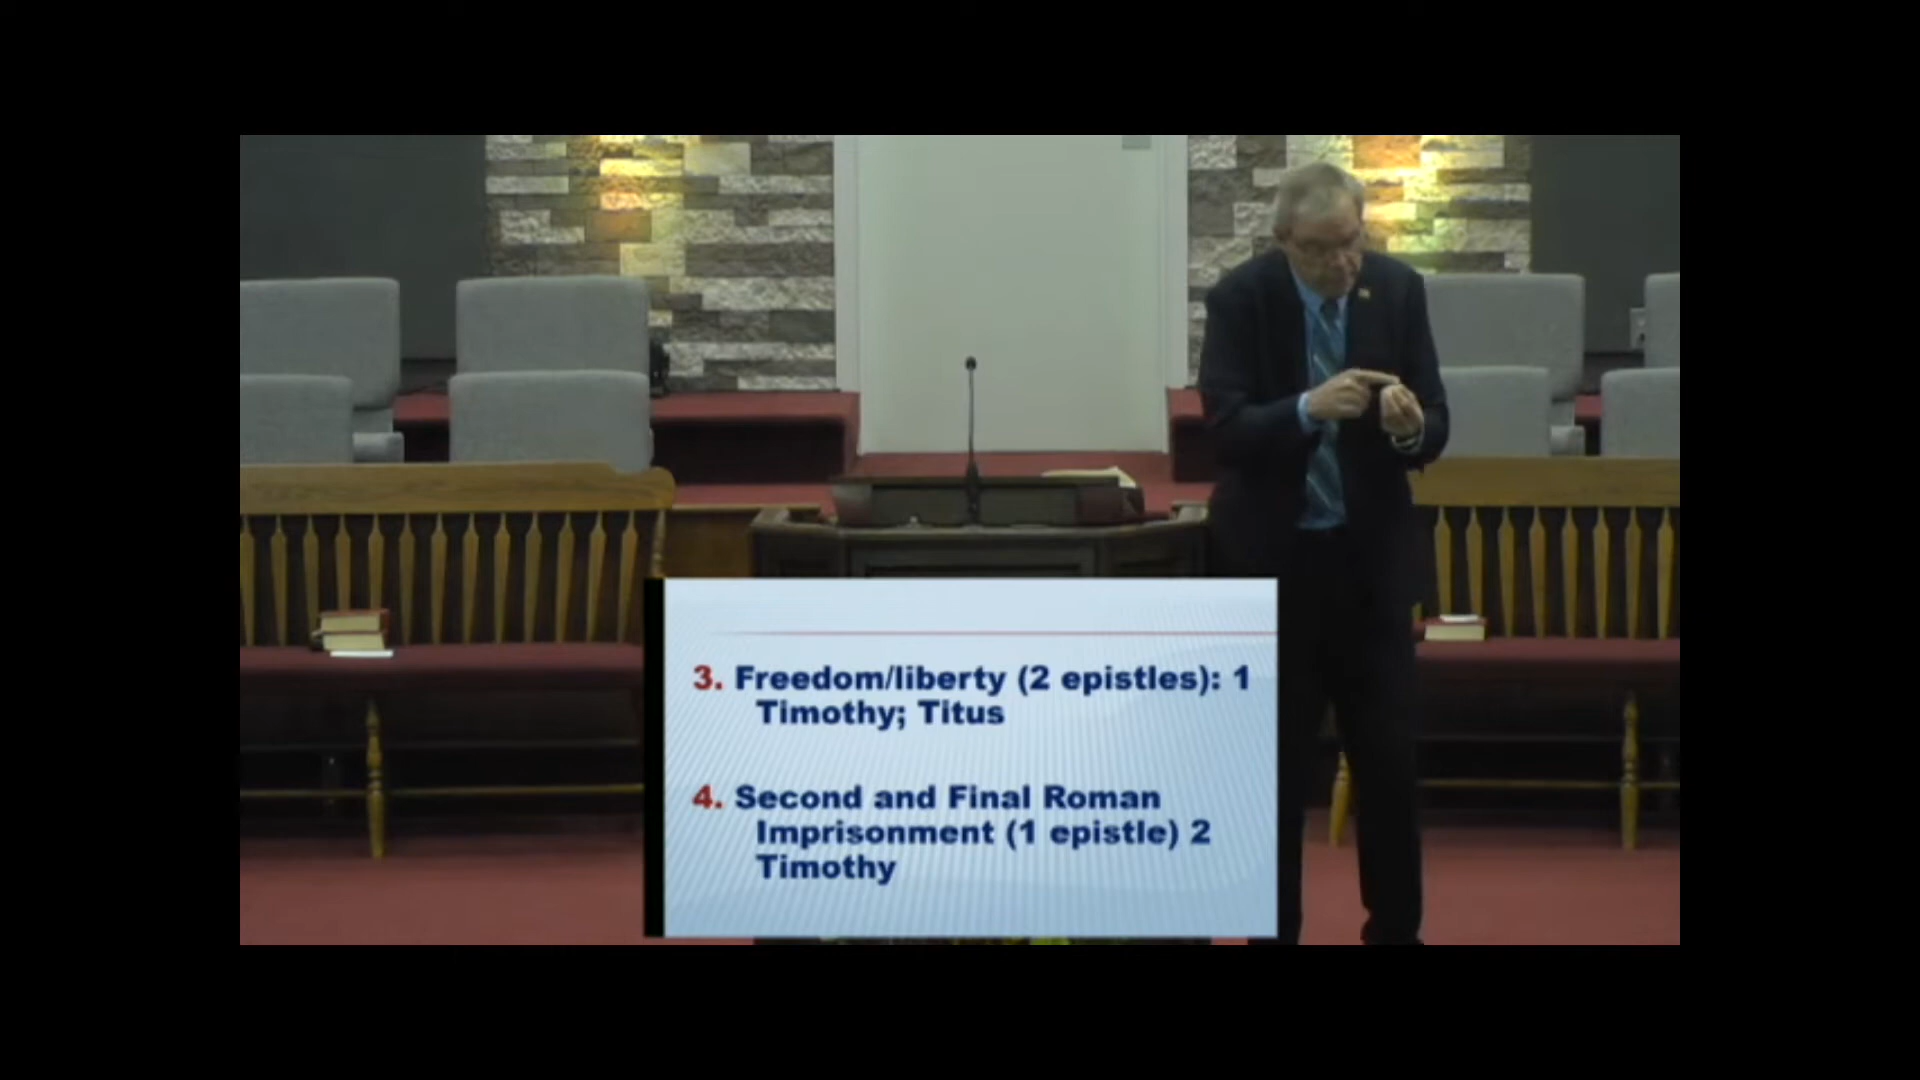 3. Freedom/liberty (2 epistles): 1
Timothy; Titus
4. Second and Final Roman
Imprisonment (1 epistle) 2
Timothy